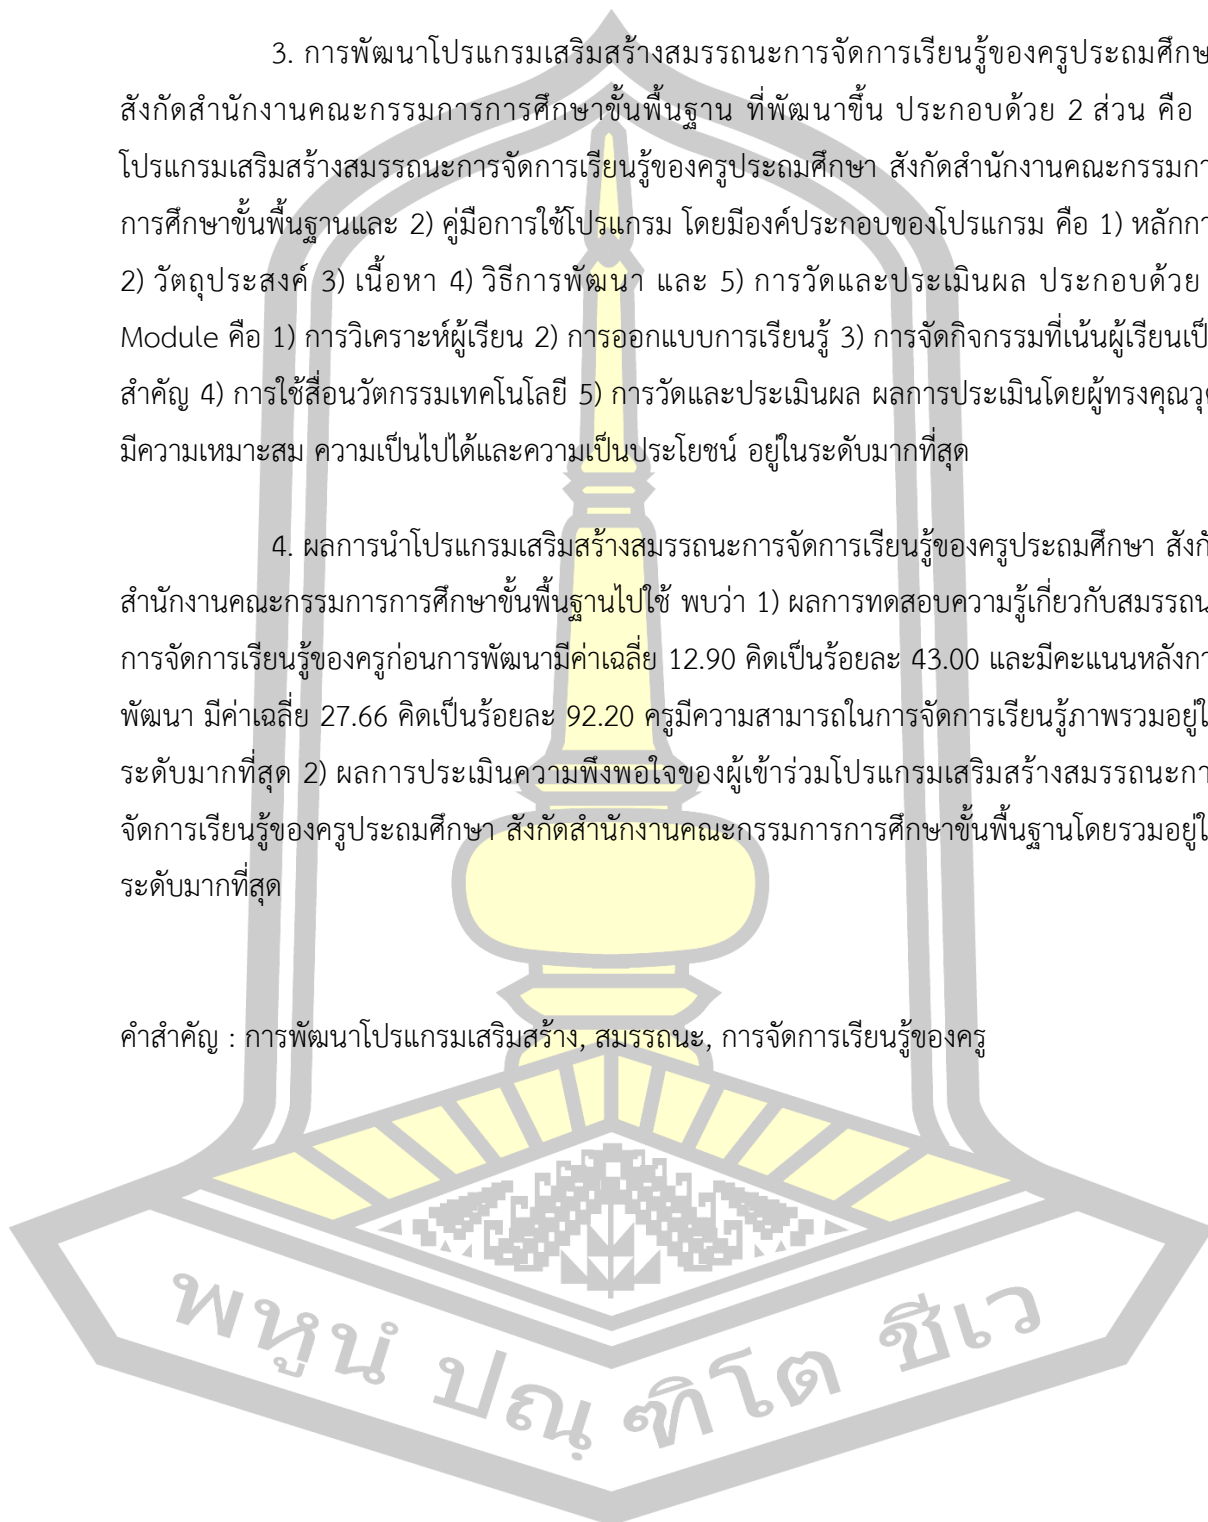 3. การพัฒนาโปรแกรมเสริมสร้างสมรรถนะการจัดการเรียนรู้ของครูประถมศึกษ
สังกัดสำนักงานคณะกรรมการการศึกษาขั้นพื้นฐาน ที่พัฒนาขึ้น ประกอบด้วย 2 ส่วน คือ
โปรแกรมเสริมสร้างสมรรถนะการจัดการเรียนรู้ของครูประถมศึกษา สังกัดสำนักงานคณะกรรมกา
การศึกษาขั้นพื้นฐานและ 2) คู่มือการใช้โปรแกรม โดยมีองค์ประกอบของโปรแกรม คือ 1) หลักกา
2) วัตถุประสงค์ 3) เนื้อหา 4) วิธีการพัฒนา และ 5) การวัดและประเมินผล ประกอบด้วย
Module คือ 1) การวิเคราะห์ผู้เรียน 2) การออกแบบการเรียนรู้ 3) การจัดกิจกรรมที่เน้นผู้เรียนเป็
สำคัญ 4) การใช้สื่อนวัตกรรมเทคโนโลยี 5) การวัดและประเมินผล ผลการประเมินโดยผู้ทรงคุณวุ
มีความเหมาะสม ความเป็นไปได้และความเป็นประโยชน์ อยู่ในระดับมากที่สุด
4. ผลการนำโปรแกรมเสริมสร้างสมรรถนะการจัดการเรียนรู้ของครูประถมศึกษา สังกั
สำนักงานคณะกรรมการการศึกษาขั้นพื้นฐานไปใช้ พบว่า 1) ผลการทดสอบความรู้เกี่ยวกับสมรรถน
การจัดการเรียนรู้ของครูก่อนการพัฒนามีค่าเฉลี่ย 12.90 คิดเป็นร้อยละ 43.00 และมีคะแนนหลังกา
พัฒนา มีค่าเฉลี่ย 27.66 คิดเป็นร้อยละ 92.20 ครูมีความสามารถในการจัดการเรียนรู้ภาพรวมอยู่ใ
ระดับมากที่สุด 2) ผลการประเมินความพึงพอใจของผู้เข้าร่วมโปรแกรมเสริมสร้างสมรรถนะกา
จัดการเรียนรู้ของครูประถมศึกษา สังกัดสำนักงานคณะกรรมการการศึกษาขั้นพื้นฐานโดยรวมอยู่ใ
ระดับมากที่สุด
คำสำคัญ : การพัฒนาโปรแกรมเสริมสร้าง, สมรรถนะ, การจัดการเรียนรู้ของครู
พหูนํ ปณฺ ฑิโต ชีเว